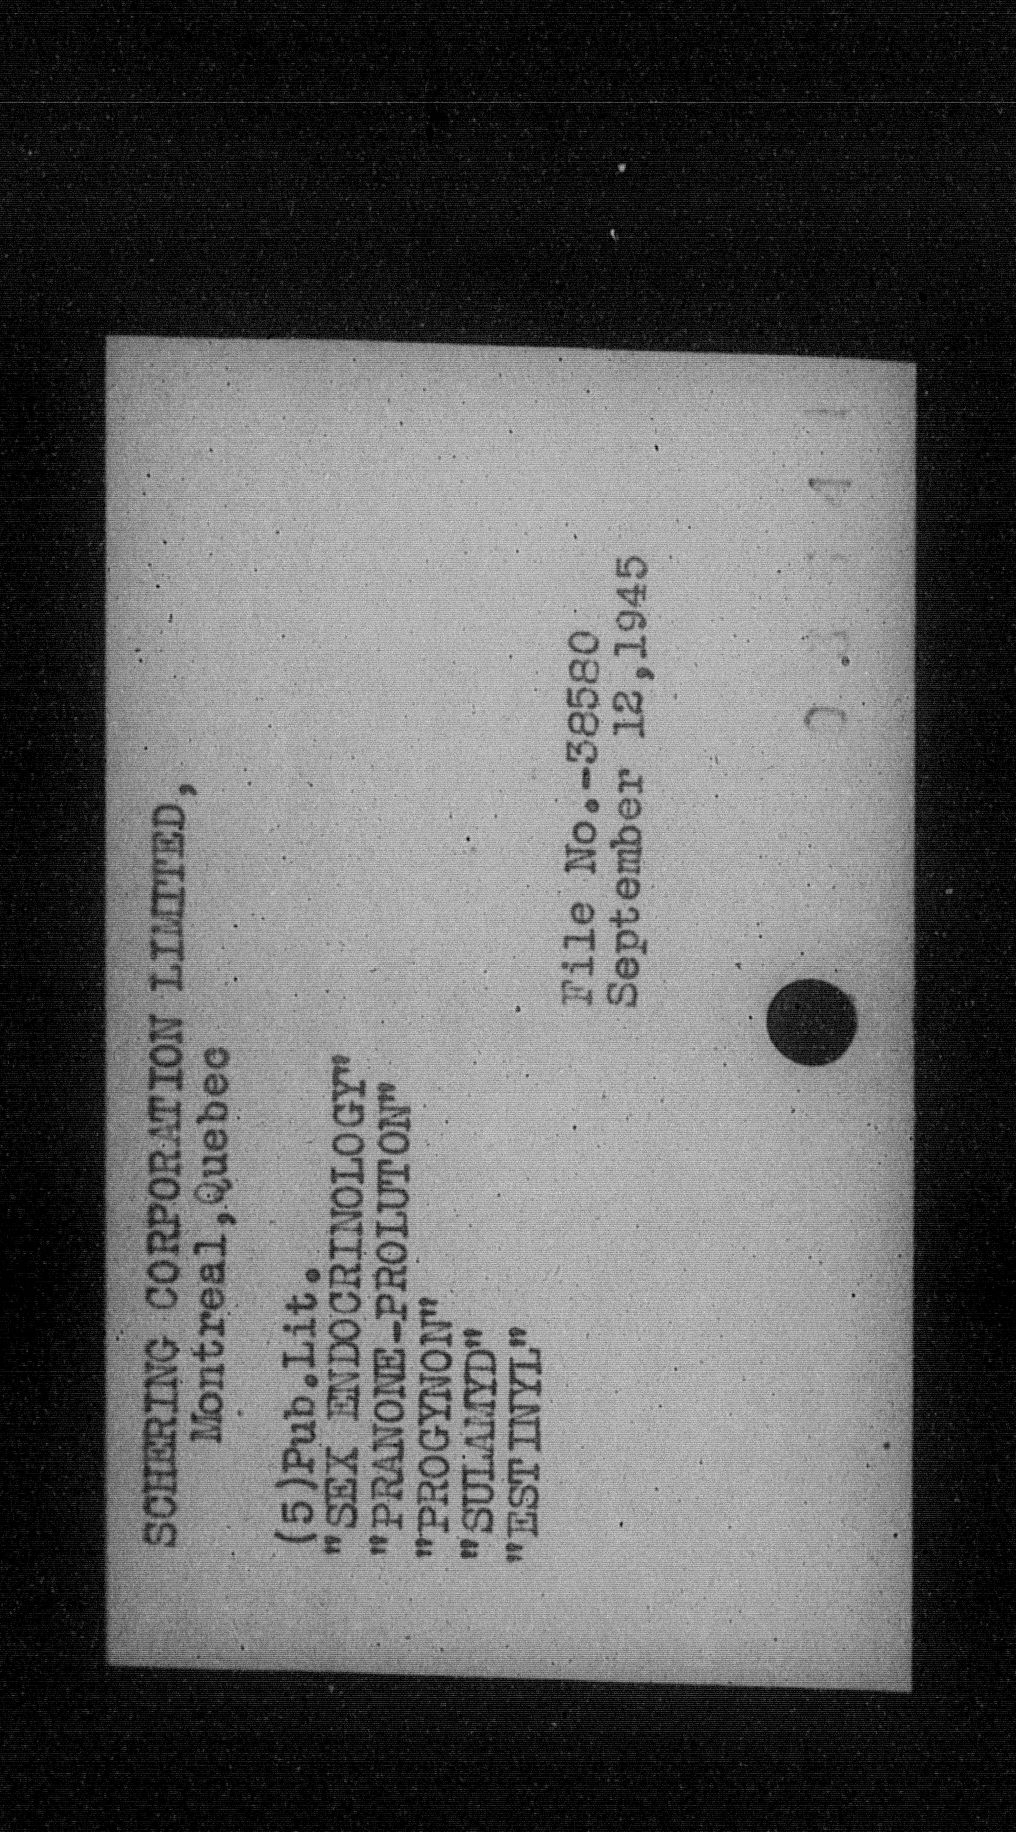 SCHERING CORPORATION LIMITED,
Montreal,Quebec
(5)Pub.Lit.
"SEX ENDOCRINOLOGY"
"PRANONE-PROLUTON"
"PROGYNON"
"SULAMYD"
"ESTINYL"
File No.-38580
September 12,1945